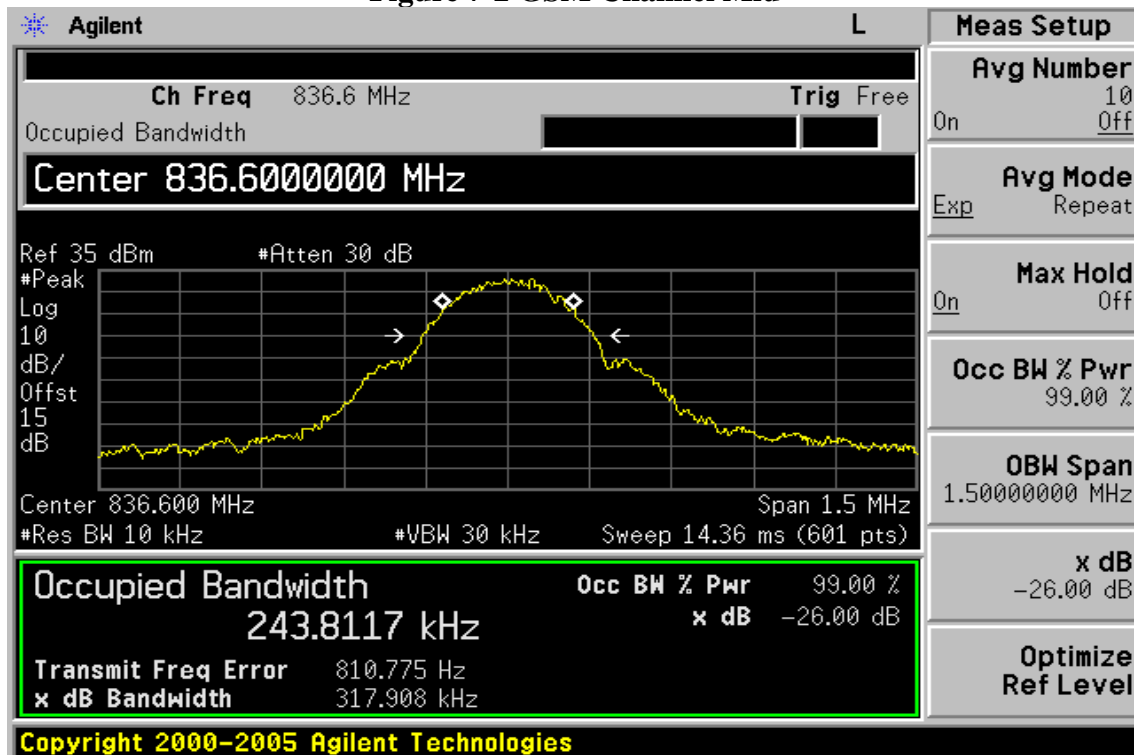 Agilent L
Ch Freq 836.6 MHz Trig Free
Occupied Bandwidth
Center 836.6000000 MHz
Ref 35 dBm #Atten 30 dB
#Peak
Log
10
dB/
Offst
15
dB
Center 836.600 MHz Span 1.5 MHz
#Res BW 10 kHz #VBW 30 kHz Sweep 14.36 ms (601 pts)
Occupied Bandwidth
243.8117 kHz
Occ BW % Pwr 99.00 %
x dB -26.00 dB
Transmit Freq Error 810.775 Hz
x dB Bandwidth 317.908 kHz
Copyright 2000-2005 Agilent Technologies
Meas Setup
Avg Number
10
On Off
Avg Mode
Exp Repeat
Max Hold
On Off
Occ BW % Pwr
99.00 %
OBW Span
1.50000000 MHz
x dB
-26.00 dB
Optimize
Ref Level